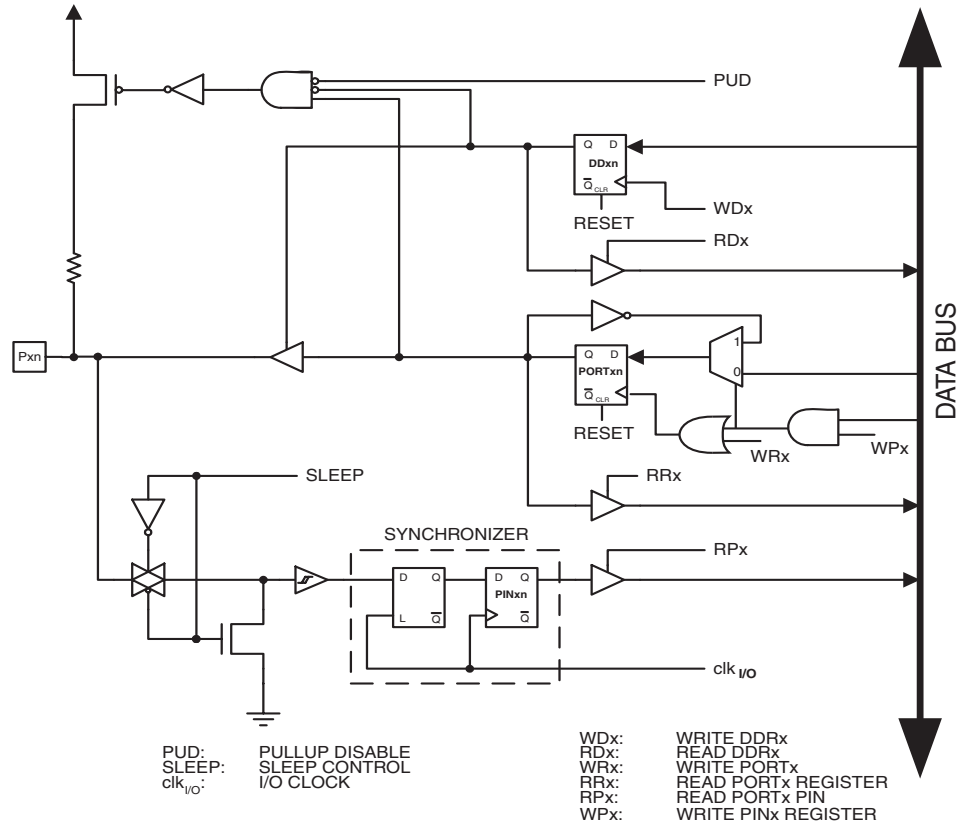 PUD
Q D
DDxn
Q CLR
WDx
RESET
RDx
Pxn
1
Q D
PORTxn
0
Q CLR
RESET
WRx
WPx
DATA BUS
SLEEP
RRx
SYNCHRONIZER
RPx
D Q
D Q
PINxn
L Q
Q
clk I/O
PUD: PULLUP DISABLE
SLEEP: SLEEP CONTROL
clkI/O: I/O CLOCK
WDx: WRITE DDRx
RDx: READ DDRx
WRx: WRITE PORTx
RRx: READ PORTx REGISTER
RPx: READ PORTx PIN
WPx: WRITE PINx REGISTER